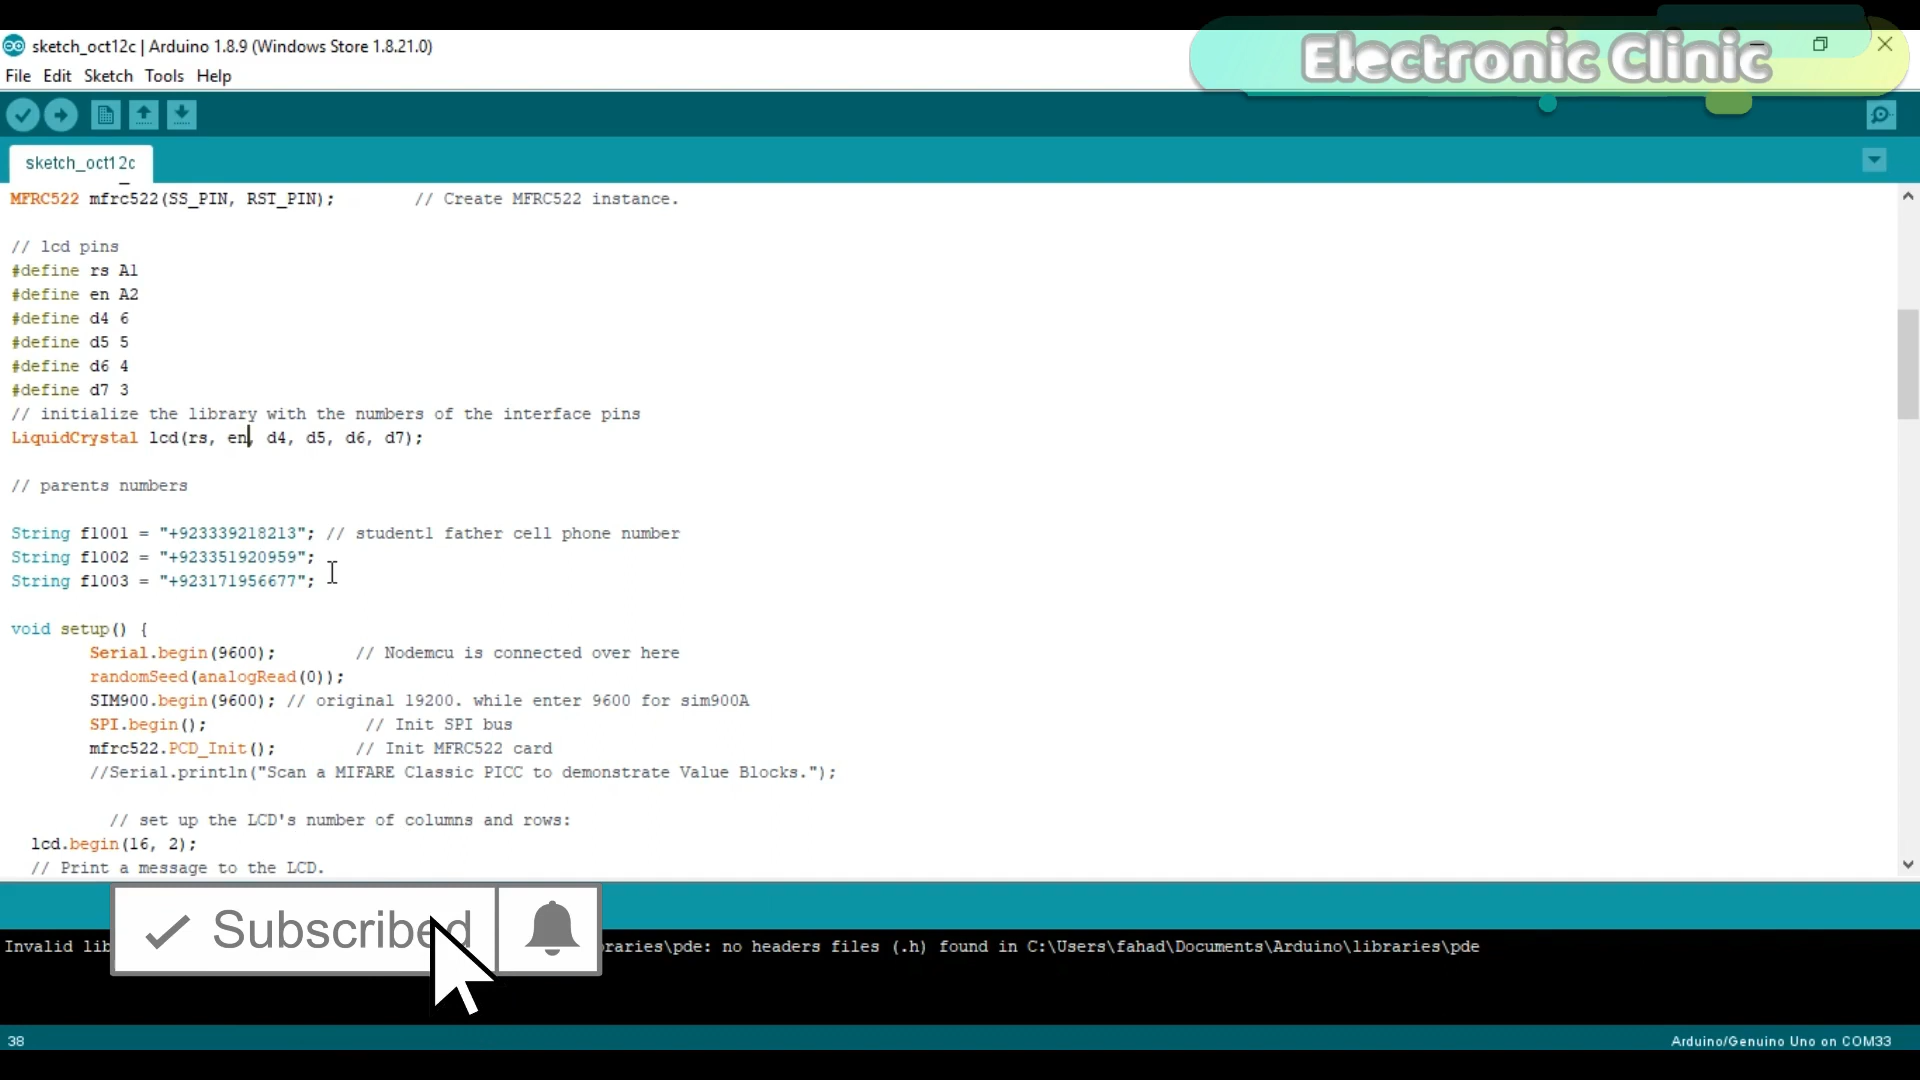 sketch_oct12c | Arduino 1.8.9 (Windows Store 1.8.21.0)
Electronic Clinic
File Edit Sketch Tools Help
sketch_oct12c
MFRC522 mfrc522(SS_PIN, RST_PIN); // Create MFRC522 instance.
// lcd pins
#define rs A1
#define en A2
#define d4 6
#define d5 5
#define d6 4
#define d7 3
// initialize the library with the numbers of the interface pins
LiquidCrystal lcd(rs, en, d4, d5, d6, d7);
// parents numbers
String f1001 = "+923339218213"; // student1 father cell phone number
String f1002 = "+923351920959";
String f1003 = "+923171956677";
void setup() {
Serial.begin(9600); // Nodemcu is connected over here
randomSeed(analogRead(0));
SIM900.begin(9600); // original 19200. while enter 9600 for sim900A
SPI.begin(); // Init SPI bus
mfrc522.PCD_Init(); // Init MFRC522 card
//Serial.println("Scan a MIFARE Classic PICC to demonstrate Value Blocks.");
// set up the LCD's number of columns and rows:
lcd.begin(16, 2);
// Print a message to the LCD.
Subscribed
Invalid lib raries\pde: no headers files (.h) found in C:\Users\fahad\Documents\Arduino\libraries\pde
38
Arduino/Genuino Uno on COM33